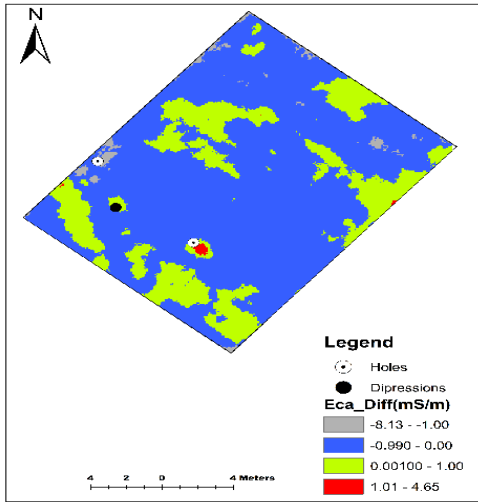 N
Legend
Holes
Dipressions
Eca_Diff(mS/m)
-8.13 - -1.00
-0.990 - 0.00
0.00100 - 1.00
1.01 - 4.65
4 2 0 4 Meters